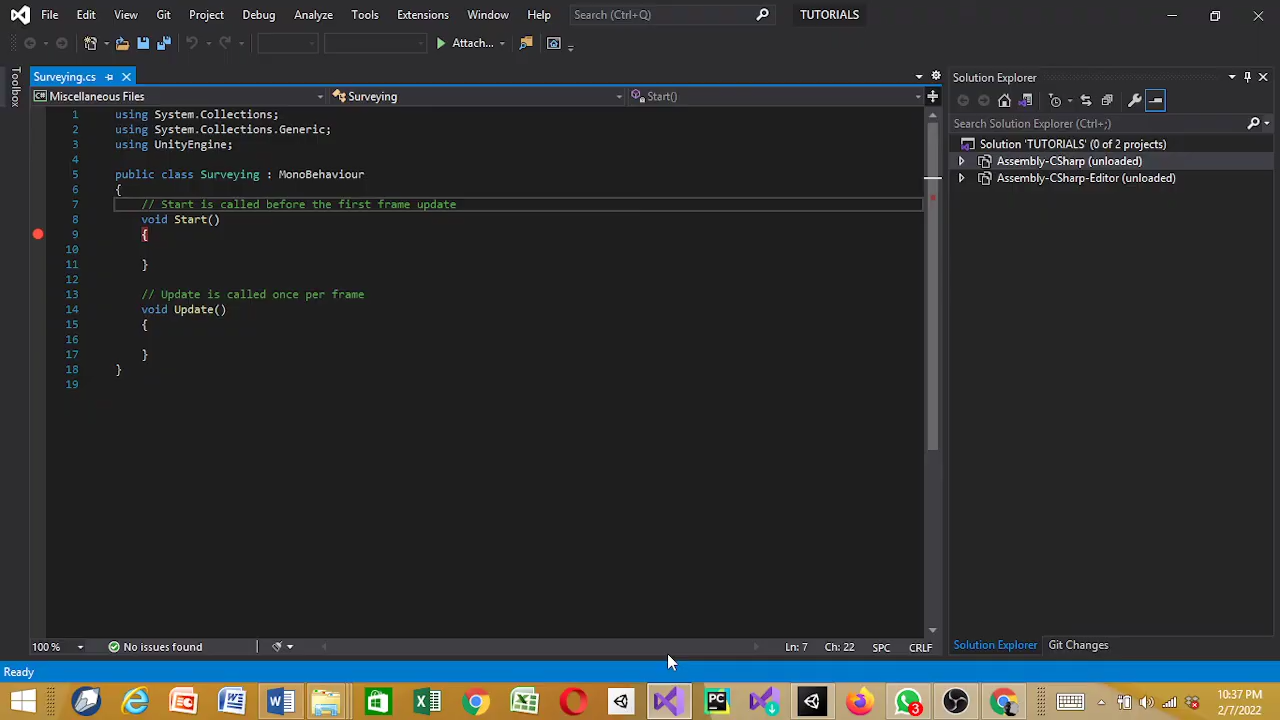 File Edit View Git Project Debug Analyze Tools Extensions Window Help Search (Ctrl+Q) TUTORIALS
Attach...
Toolbox
Surveying.cs
Miscellaneous Files Surveying Start()
1 using System.Collections;
2 using System.Collections.Generic;
3 using UnityEngine;
4
5 public class Surveying : MonoBehaviour
6 {
7 // Start is called before the first frame update
8 void Start()
9 {
10
11 }
12
13 // Update is called once per frame
14 void Update()
15 {
16
17 }
18 }
19
100 % No issues found Ln: 7 Ch: 22 SPC CRLF
Solution Explorer
Search Solution Explorer (Ctrl+;)
Solution 'TUTORIALS' (0 of 2 projects)
Assembly-CSharp (unloaded)
Assembly-CSharp-Editor (unloaded)
Solution Explorer Git Changes
Ready
PC
3
10:37 PM
2/7/2022